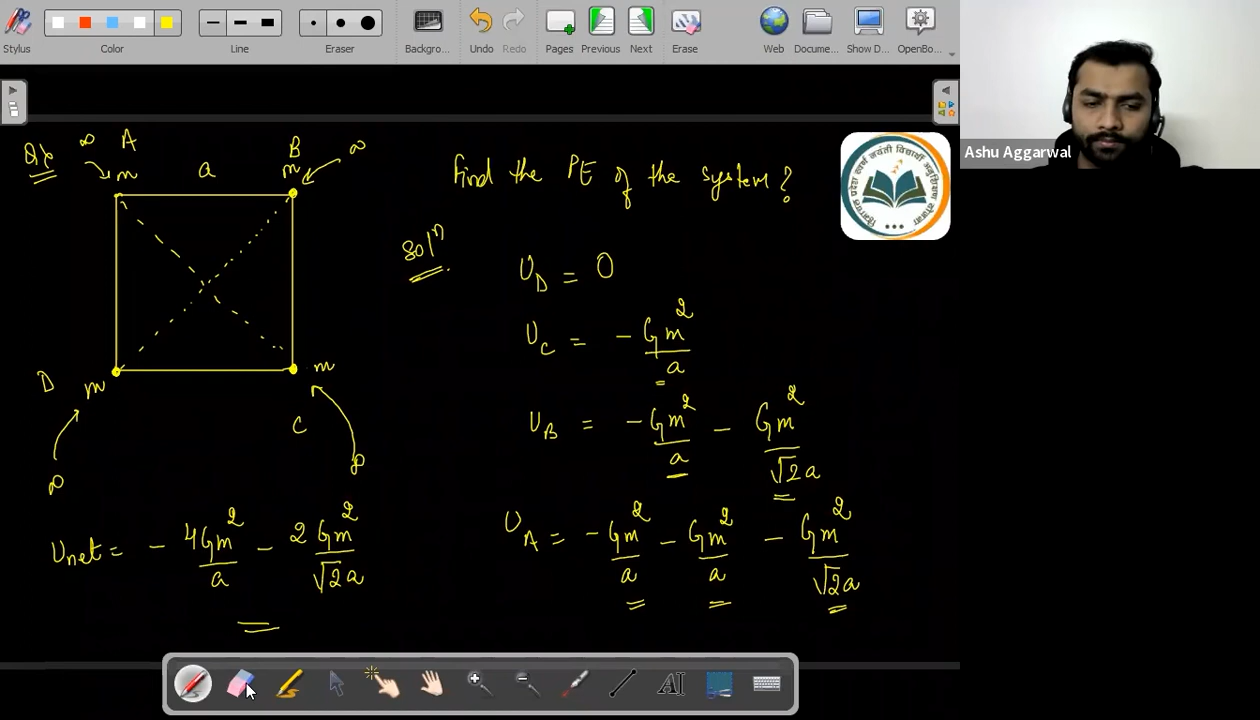 Stylus Color Line Eraser Backgro... Undo Redo Pages Previous Next Erase Web Docume... Show D... OpenBo...
Ashu Aggarwal
∞ A
m a B
m ∞
Find the PE of the system?
Solⁿ
U_D = 0
U_C = - Gm²/a
D m m
C
∞ ∞
U_B = - Gm²/a - Gm²/√2a
U_A = - Gm²/a - Gm²/a - Gm²/√2a
U_net = - 4Gm²/a - 2Gm²/√2a